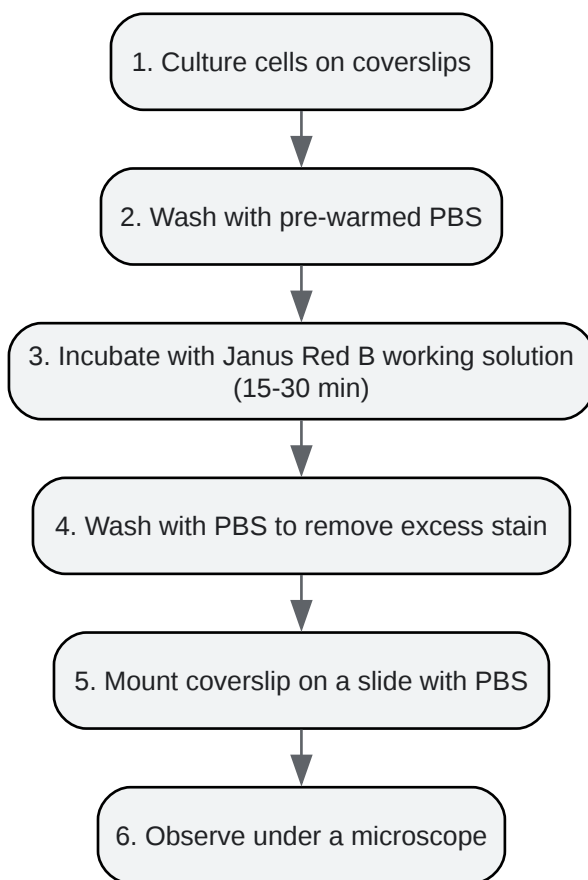 1. Culture cells on coverslips
2. Wash with pre-warmed PBS
3. Incubate with Janus Red B working solution
(15-30 min)
4. Wash with PBS to remove excess stain
5. Mount coverslip on a slide with PBS
6. Observe under a microscope